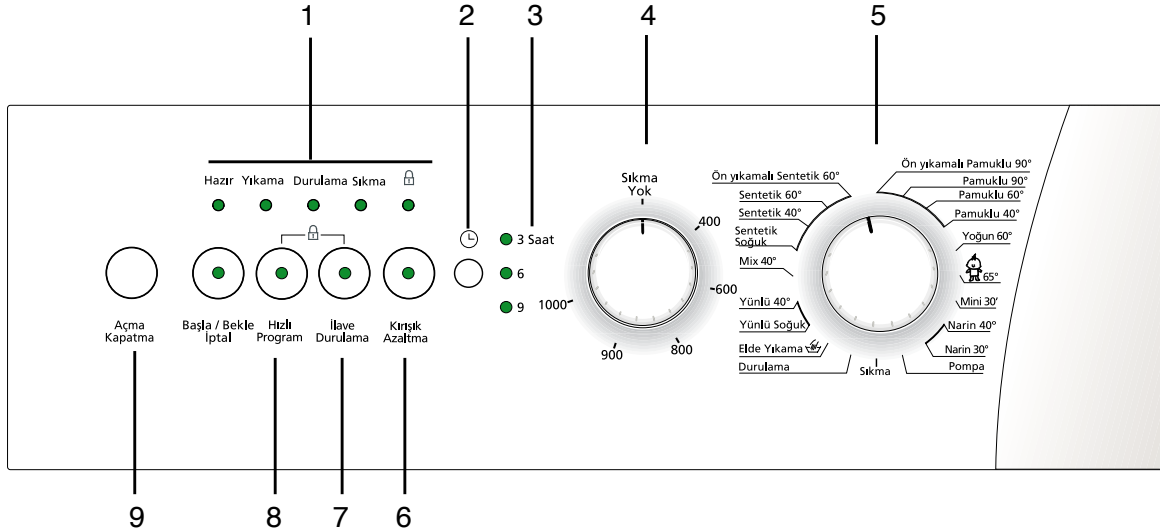 1
2
3
4
5
Hazır Yıkama Durulama Sıkma
3 Saat
6
9
Açma
Kapatma
Başla / Bekle
İptal
Hızlı
Program
İlave
Durulama
Kırışık
Azaltma
Sıkma
Yok
400
600
800
900
1000
Ön yıkamalı Sentetik 60°
Sentetik 60°
Sentetik 40°
Sentetik
Soğuk
Mix 40°
Yünlü 40°
Yünlü Soğuk
Elde Yıkama
Durulama
Sıkma
Ön yıkamalı Pamuklu 90°
Pamuklu 90°
Pamuklu 60°
Pamuklu 40°
Yoğun 60°
65°
Mini 30'
Narin 40°
Narin 30°
Pompa
9
8
7
6